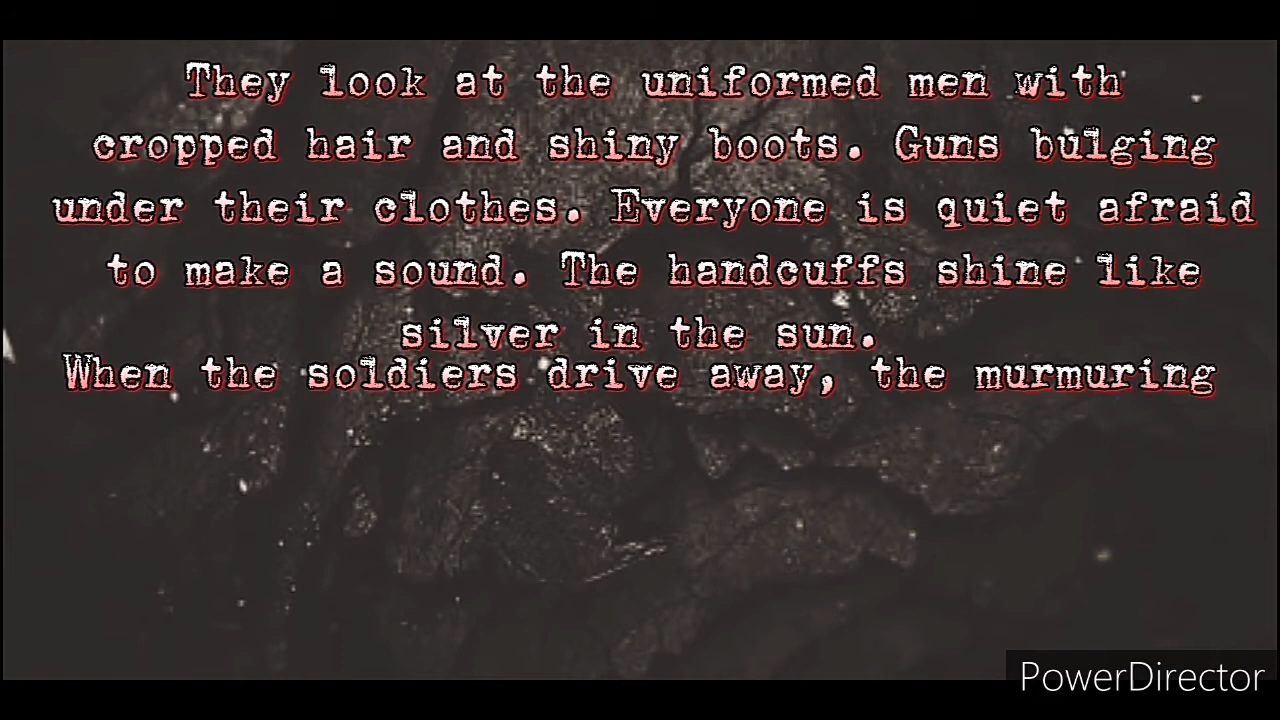 They look at the uniformed men with
cropped hair and shiny boots. Guns bulging
under their clothes. Everyone is quiet afraid
to make a sound. The handcuffs shine like
silver in the sun.
When the soldiers drive away, the murmuring
PowerDirector